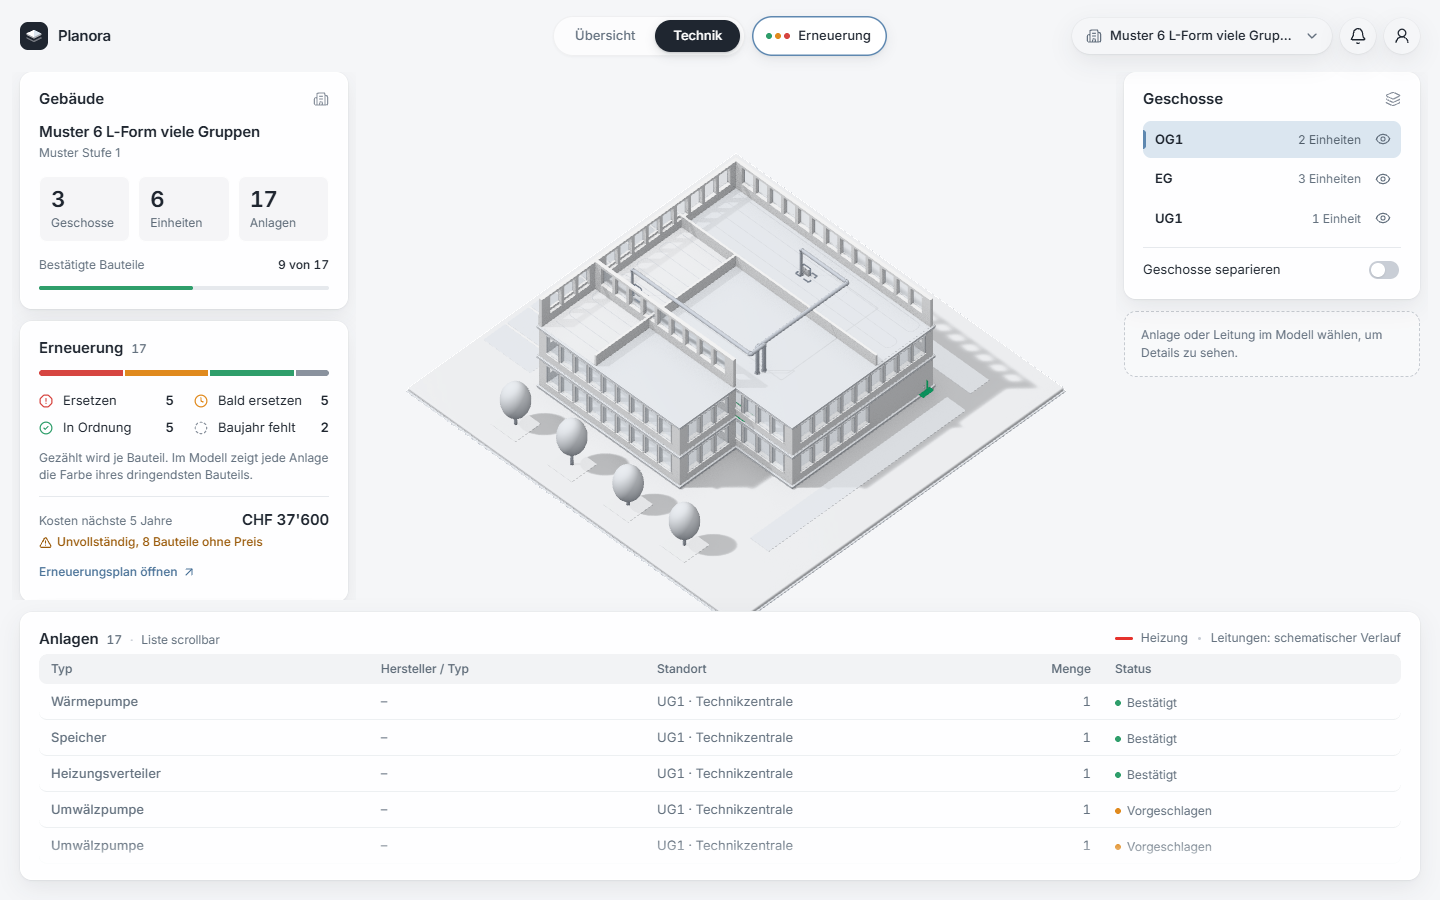 Planora
Übersicht
Technik
Erneuerung
Muster 6 L-Form viele Grup...
Gebäude
Muster 6 L-Form viele Gruppen
Muster Stufe 1
3 6 17
Geschosse Einheiten Anlagen
Bestätigte Bauteile 9 von 17
Erneuerung 17
Ersetzen 5 Bald ersetzen 5
In Ordnung 5 Baujahr fehlt 2
Gezählt wird je Bauteil. Im Modell zeigt jede Anlage
die Farbe ihres dringendsten Bauteils.
Kosten nächste 5 Jahre CHF 37'600
Unvollständig, 8 Bauteile ohne Preis
Erneuerungsplan öffnen
Geschosse
OG1 2 Einheiten
EG 3 Einheiten
UG1 1 Einheit
Geschosse separieren
Anlage oder Leitung im Modell wählen, um
Details zu sehen.
Anlagen 17 · Liste scrollbar
Heizung · Leitungen: schematischer Verlauf
Typ Hersteller / Typ Standort Menge Status
Wärmepumpe – UG1 · Technikzentrale 1 Bestätigt
Speicher – UG1 · Technikzentrale 1 Bestätigt
Heizungsverteiler – UG1 · Technikzentrale 1 Bestätigt
Umwälzpumpe – UG1 · Technikzentrale 1 Vorgeschlagen
Umwälzpumpe – UG1 · Technikzentrale 1 Vorgeschlagen